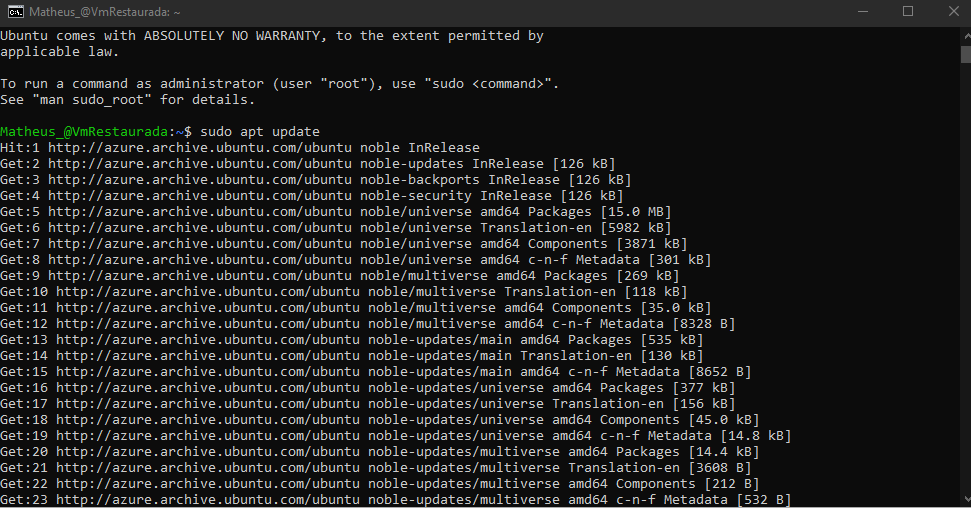 Matheus_@VmRestaurada: ~
Ubuntu comes with ABSOLUTELY NO WARRANTY, to the extent permitted by
applicable law.
To run a command as administrator (user "root"), use "sudo <command>".
See "man sudo_root" for details.
Matheus_@VmRestaurada:~$ sudo apt update
Hit:1 http://azure.archive.ubuntu.com/ubuntu noble InRelease
Get:2 http://azure.archive.ubuntu.com/ubuntu noble-updates InRelease [126 kB]
Get:3 http://azure.archive.ubuntu.com/ubuntu noble-backports InRelease [126 kB]
Get:4 http://azure.archive.ubuntu.com/ubuntu noble-security InRelease [126 kB]
Get:5 http://azure.archive.ubuntu.com/ubuntu noble/universe amd64 Packages [15.0 MB]
Get:6 http://azure.archive.ubuntu.com/ubuntu noble/universe Translation-en [5982 kB]
Get:7 http://azure.archive.ubuntu.com/ubuntu noble/universe amd64 Components [3871 kB]
Get:8 http://azure.archive.ubuntu.com/ubuntu noble/universe amd64 c-n-f Metadata [301 kB]
Get:9 http://azure.archive.ubuntu.com/ubuntu noble/multiverse amd64 Packages [269 kB]
Get:10 http://azure.archive.ubuntu.com/ubuntu noble/multiverse Translation-en [118 kB]
Get:11 http://azure.archive.ubuntu.com/ubuntu noble/multiverse amd64 Components [35.0 kB]
Get:12 http://azure.archive.ubuntu.com/ubuntu noble/multiverse amd64 c-n-f Metadata [8328 B]
Get:13 http://azure.archive.ubuntu.com/ubuntu noble-updates/main amd64 Packages [535 kB]
Get:14 http://azure.archive.ubuntu.com/ubuntu noble-updates/main Translation-en [130 kB]
Get:15 http://azure.archive.ubuntu.com/ubuntu noble-updates/main amd64 c-n-f Metadata [8652 B]
Get:16 http://azure.archive.ubuntu.com/ubuntu noble-updates/universe amd64 Packages [377 kB]
Get:17 http://azure.archive.ubuntu.com/ubuntu noble-updates/universe Translation-en [156 kB]
Get:18 http://azure.archive.ubuntu.com/ubuntu noble-updates/universe amd64 Components [45.0 kB]
Get:19 http://azure.archive.ubuntu.com/ubuntu noble-updates/universe amd64 c-n-f Metadata [14.8 kB]
Get:20 http://azure.archive.ubuntu.com/ubuntu noble-updates/multiverse amd64 Packages [14.4 kB]
Get:21 http://azure.archive.ubuntu.com/ubuntu noble-updates/multiverse Translation-en [3608 B]
Get:22 http://azure.archive.ubuntu.com/ubuntu noble-updates/multiverse amd64 Components [212 B]
Get:23 http://azure.archive.ubuntu.com/ubuntu noble-updates/multiverse amd64 c-n-f Metadata [532 B]